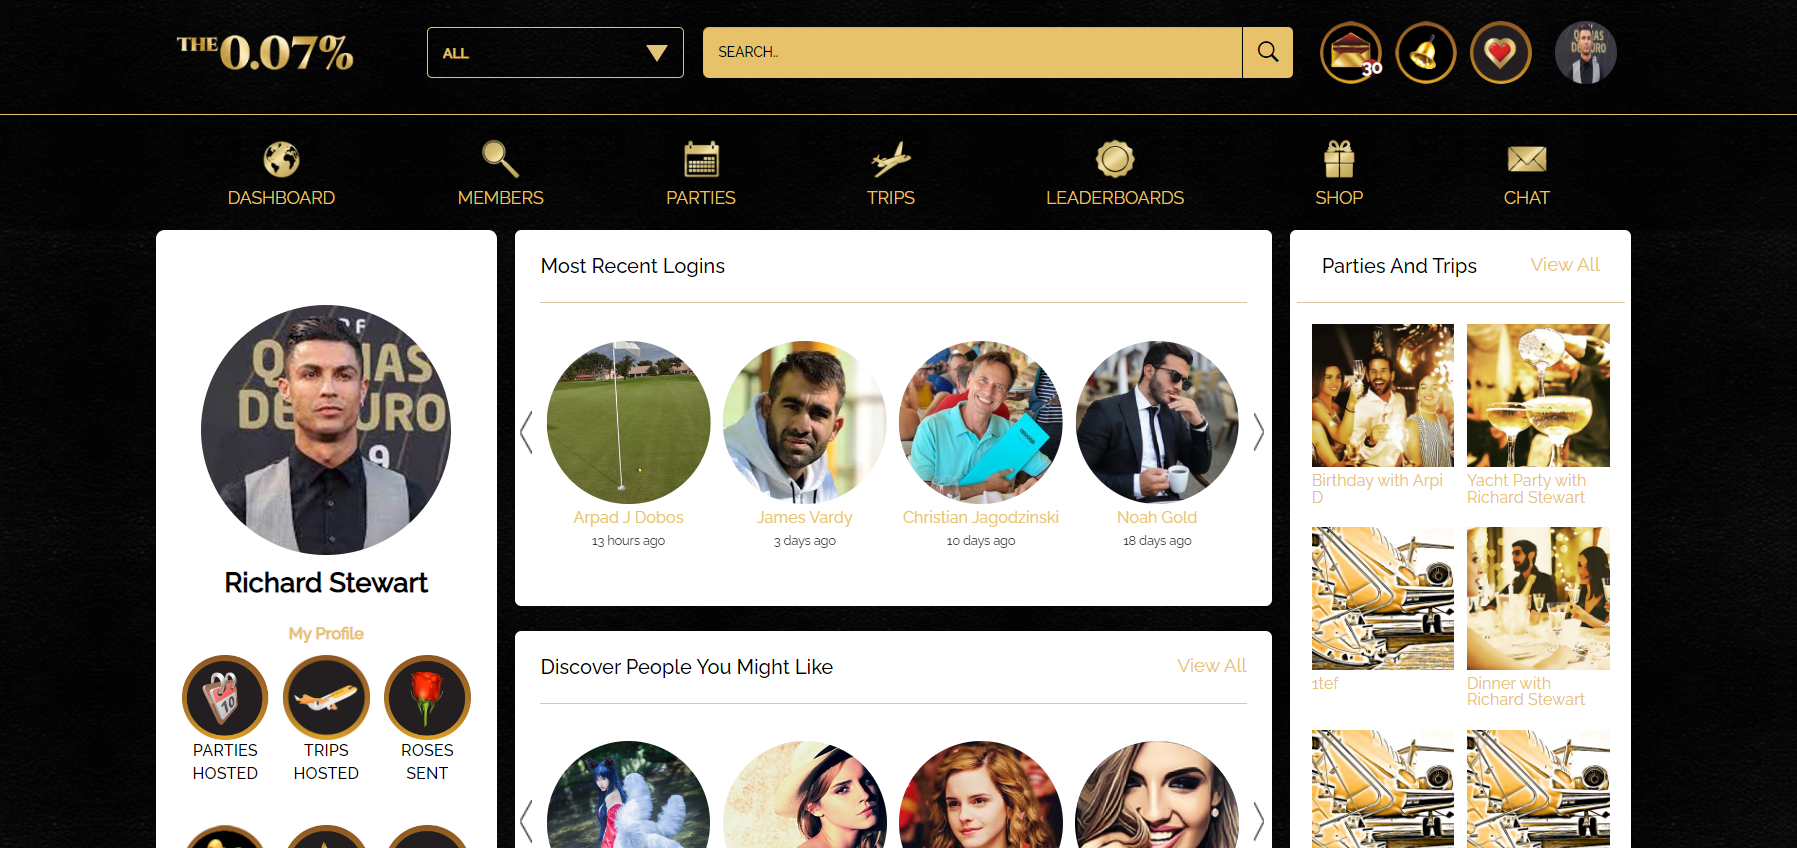 THE 0.07%
ALL
SEARCH..
30
DASHBOARD
MEMBERS
PARTIES
TRIPS
LEADERBOARDS
SHOP
CHAT
Richard Stewart
My Profile
PARTIES
HOSTED
TRIPS
HOSTED
ROSES
SENT
10
Most Recent Logins
Arpad J Dobos
13 hours ago
James Vardy
3 days ago
Christian Jagodzinski
10 days ago
Noah Gold
18 days ago
Discover People You Might Like
View All
Parties And Trips
View All
Birthday with Arpi
D
Yacht Party with
Richard Stewart
1tef
Dinner with
Richard Stewart